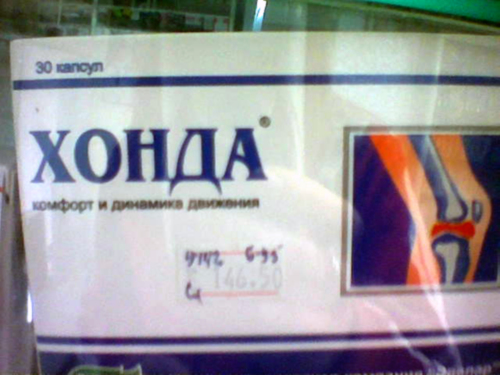 30 капсул
ХОНДА®
комфорт и динамика движения
146.50